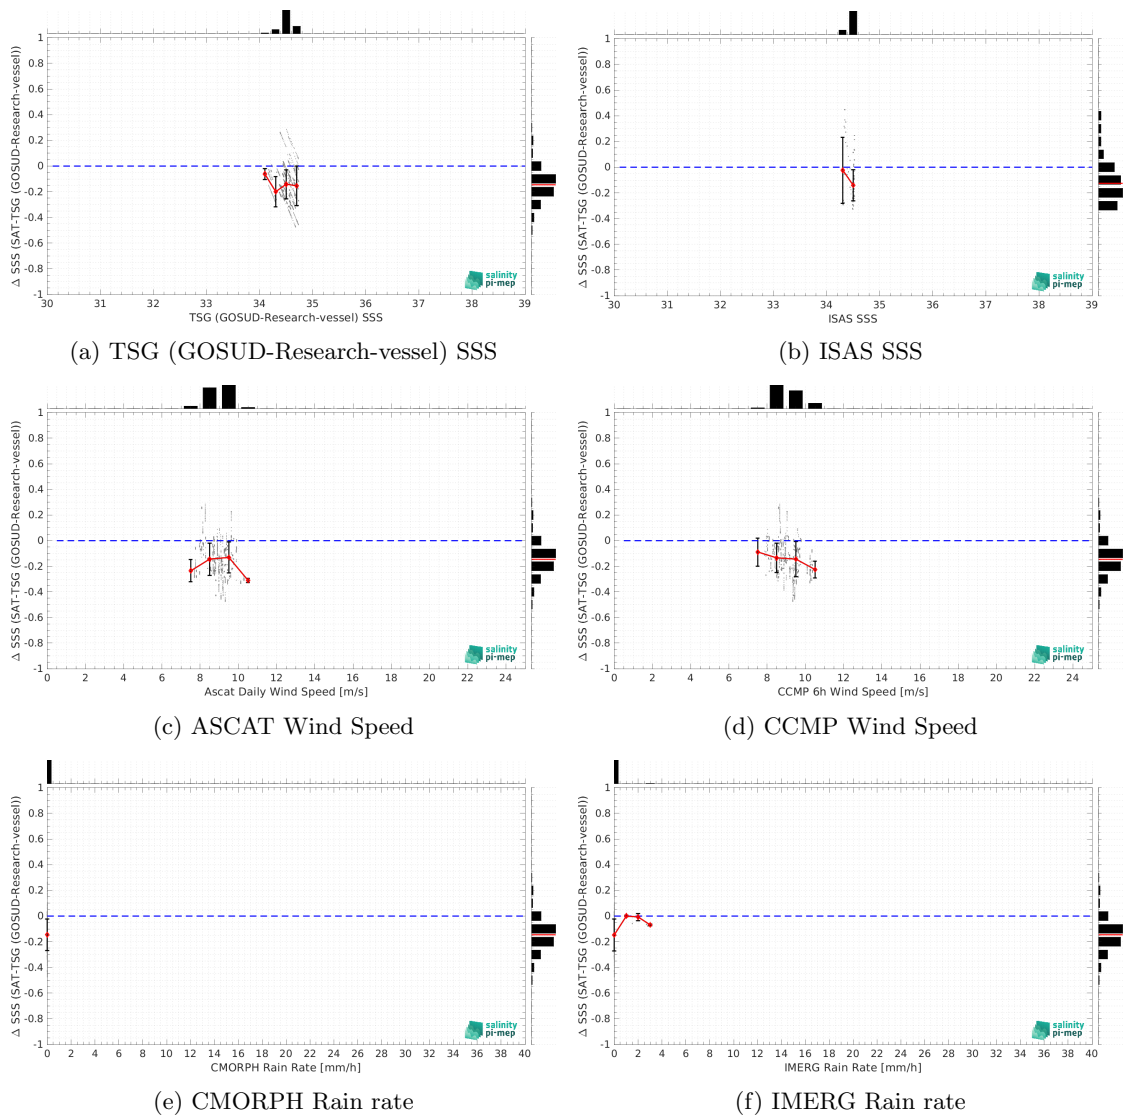 1
0.8
0.6
0.4
0.2
0
-0.2
-0.4
-0.6
-0.8
-1
Δ SSS (SAT-TSG (GOSUD-Research-vessel))
30 31 32 33 34 35 36 37 38 39
TSG (GOSUD-Research-vessel) SSS
salinity
pi-mep
(a) TSG (GOSUD-Research-vessel) SSS
1
0.8
0.6
0.4
0.2
0
-0.2
-0.4
-0.6
-0.8
-1
Δ SSS (SAT-TSG (GOSUD-Research-vessel))
30 31 32 33 34 35 36 37 38 39
ISAS SSS
salinity
pi-mep
(b) ISAS SSS
1
0.8
0.6
0.4
0.2
0
-0.2
-0.4
-0.6
-0.8
-1
Δ SSS (SAT-TSG (GOSUD-Research-vessel))
0 2 4 6 8 10 12 14 16 18 20 22 24
Ascat Daily Wind Speed [m/s]
salinity
pi-mep
(c) ASCAT Wind Speed
1
0.8
0.6
0.4
0.2
0
-0.2
-0.4
-0.6
-0.8
-1
Δ SSS (SAT-TSG (GOSUD-Research-vessel))
0 2 4 6 8 10 12 14 16 18 20 22 24
CCMP 6h Wind Speed [m/s]
salinity
pi-mep
(d) CCMP Wind Speed
1
0.8
0.6
0.4
0.2
0
-0.2
-0.4
-0.6
-0.8
-1
Δ SSS (SAT-TSG (GOSUD-Research-vessel))
0 2 4 6 8 10 12 14 16 18 20 22 24 26 28 30 32 34 36 38 40
CMORPH Rain Rate [mm/h]
salinity
pi-mep
(e) CMORPH Rain rate
1
0.8
0.6
0.4
0.2
0
-0.2
-0.4
-0.6
-0.8
-1
Δ SSS (SAT-TSG (GOSUD-Research-vessel))
0 2 4 6 8 10 12 14 16 18 20 22 24 26 28 30 32 34 36 38 40
IMERG Rain Rate [mm/h]
salinity
pi-mep
(f) IMERG Rain rate